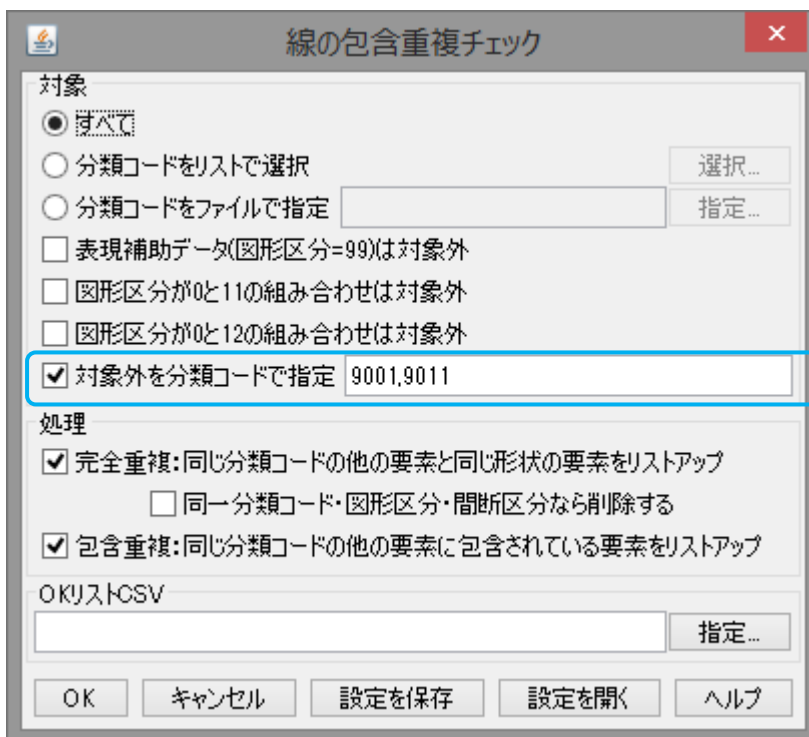 線の包含重複チェック
対象
すべて
分類コードをリストで選択 選択...
分類コードをファイルで指定 指定...
表現補助データ(図形区分=99)は対象外
図形区分が0と11の組み合わせは対象外
図形区分が0と12の組み合わせは対象外
対象外を分類コードで指定 9001,9011
処理
完全重複:同じ分類コードの他の要素と同じ形状の要素をリストアップ
同一分類コード・図形区分・間断区分なら削除する
包含重複:同じ分類コードの他の要素に包含されている要素をリストアップ
OKリストCSV
指定...
OK キャンセル 設定を保存 設定を開く ヘルプ